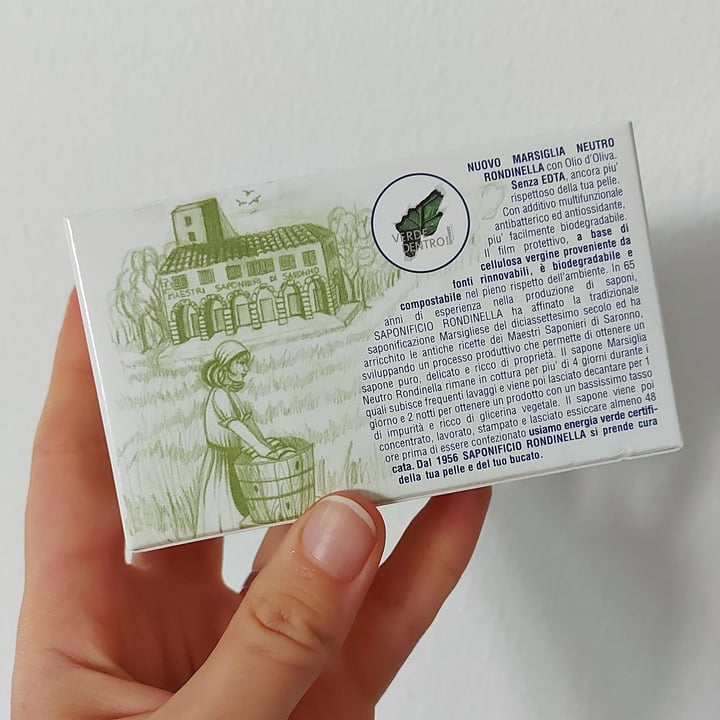 MAESTRI SAPONIERI DI SARONNO
VERDE
DENTRO!
NUOVO MARSIGLIA NEUTRO
RONDINELLA con Olio d'Oliva.
Senza EDTA, ancora piu'
rispettoso della tua pelle.
Con additivo multifunzionale
antibatterico ed antiossidante,
piu' facilmente biodegradabile.
Il film protettivo, a base di
cellulosa vergine proveniente da
fonti rinnovabili, è biodegradabile e
compostabile nel pieno rispetto dell'ambiente. In 65
anni di esperienza nella produzione di saponi,
SAPONIFICIO RONDINELLA ha affinato la tradizionale
saponificazione Marsigliese del diciassettesimo secolo ed ha
arricchito le antiche ricette dei Maestri Saponieri di Saronno,
sviluppando un processo produttivo che permette di ottenere un
sapone puro, delicato e ricco di proprietà. Il sapone Marsiglia
Neutro Rondinella rimane in cottura per piu' di 4 giorni durante i
quali subisce frequenti lavaggi e viene poi lasciato decantare per 1
giorno e 2 notti per ottenere un prodotto con un bassissimo tasso
di impurità e ricco di glicerina vegetale. Il sapone viene poi
concentrato, lavorato, stampato e lasciato essiccare almeno 48
ore prima di essere confezionato usiamo energia verde certifi-
cata. Dal 1956 SAPONIFICIO RONDINELLA si prende cura
della tua pelle e del tuo bucato.